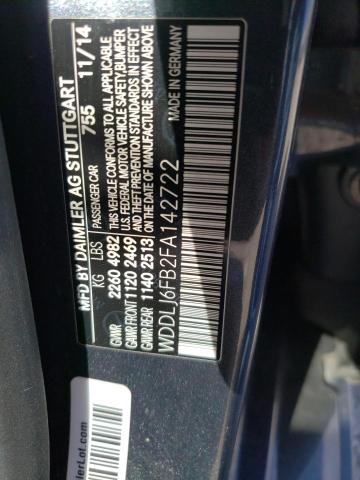 MFD BY DAIMLER AG STUTTGART
PASSENGER CAR 755 11/14
KG LBS
GVWR 2260 4982
GAWR FRONT 1120 2469
GAWR REAR 1140 2513
THIS VEHICLE CONFORMS TO ALL APPLICABLE
U.S. FEDERAL MOTOR VEHICLE SAFETY, BUMPER
AND THEFT PREVENTION STANDARDS IN EFFECT
ON THE DATE OF MANUFACTURE SHOWN ABOVE
MADE IN GERMANY
WDDLJ6FB2FA142722
lerLot.com